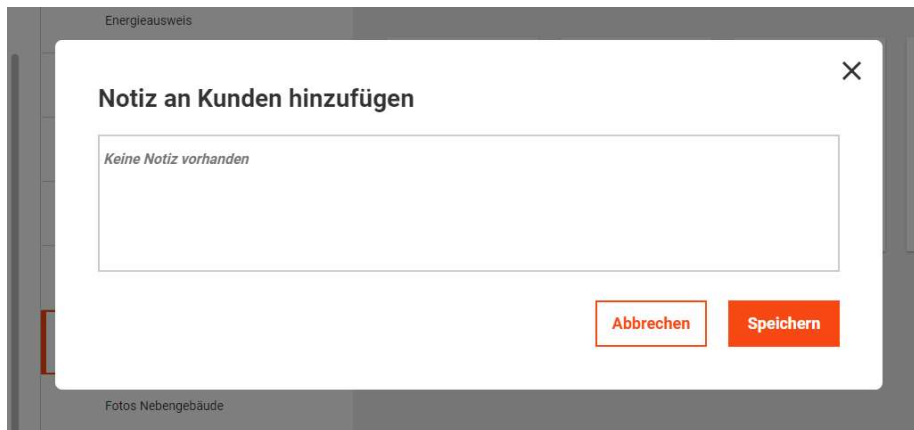 Energieausweis
Notiz an Kunden hinzufügen
Keine Notiz vorhanden
Abbrechen
Speichern
Fotos Nebengebäude